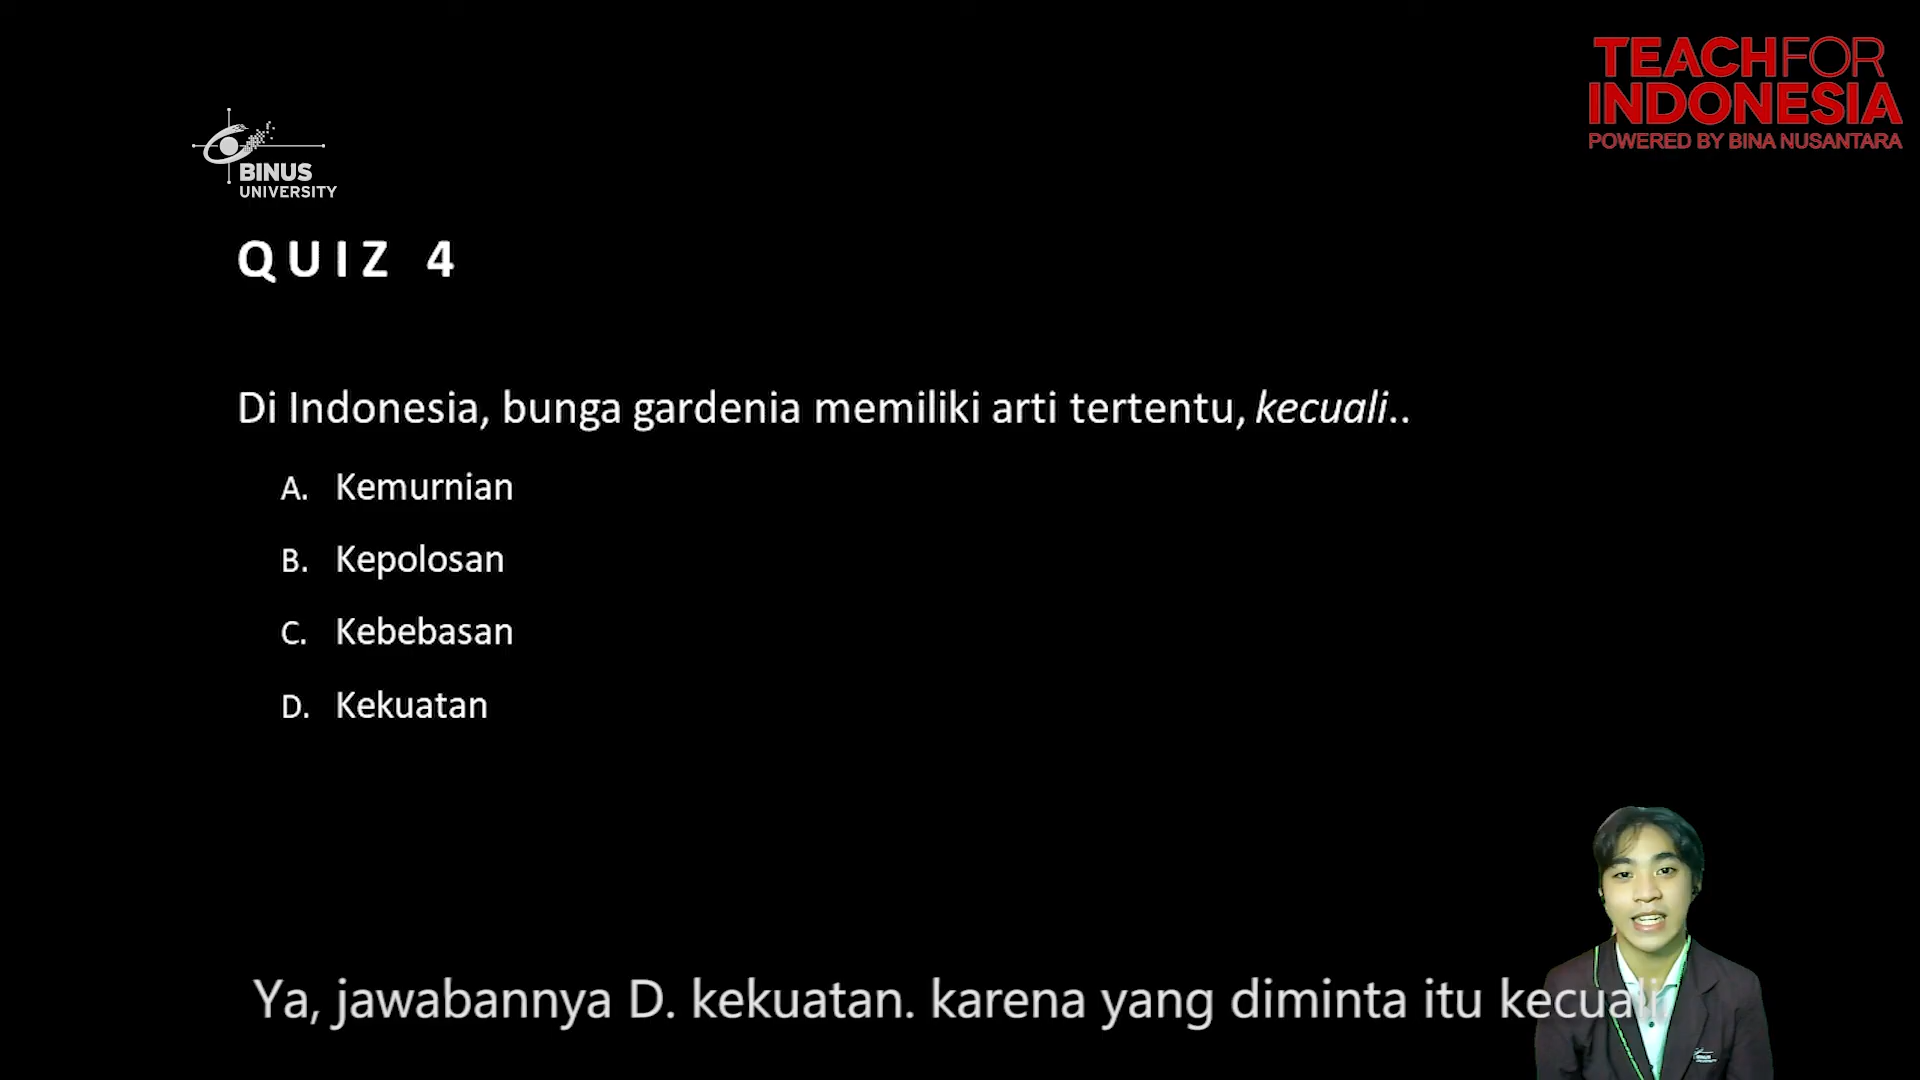 TEACHFOR
INDONESIA
POWERED BY BINA NUSANTARA
BINUS
UNIVERSITY
QUIZ 4
Di Indonesia, bunga gardenia memiliki arti tertentu, kecuali..
A. Kemurnian
B. Kepolosan
C. Kebebasan
D. Kekuatan
Ya, jawabannya D. kekuatan. karena yang diminta itu kecuali